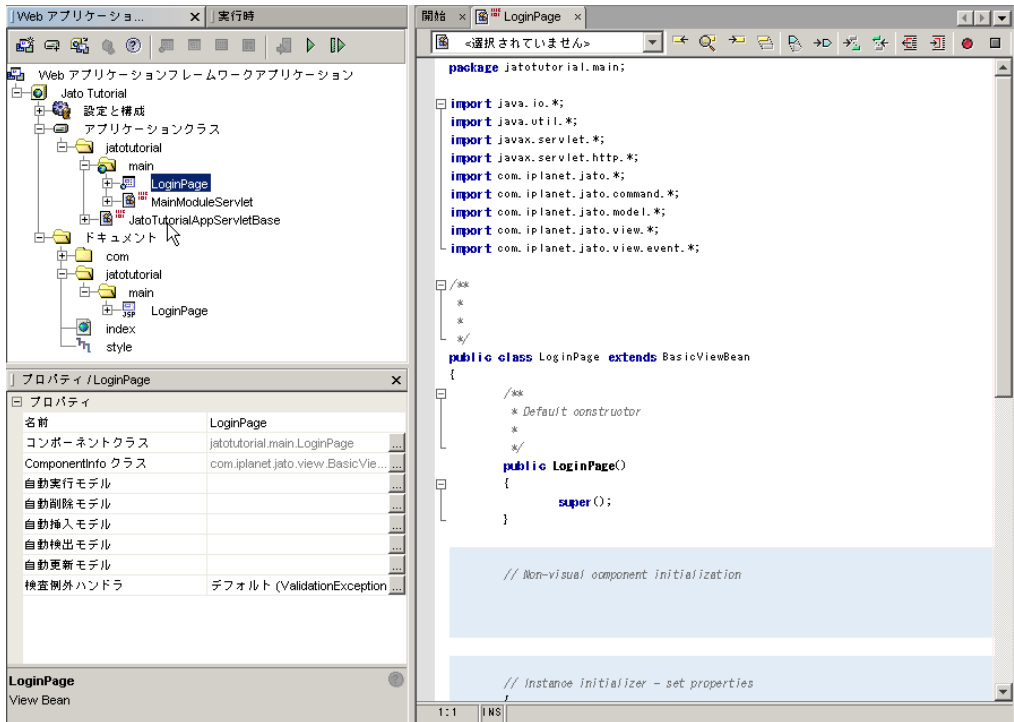 Web アプリケーショ...
実行時
Web アプリケーションフレームワークアプリケーション
Jato Tutorial
設定と構成
アプリケーションクラス
jatotutorial
main
LoginPage
MainModuleServlet
JatoTutorialAppServletBase
ドキュメント
com
jatotutorial
main
LoginPage
index
style
プロパティ / LoginPage
プロパティ
名前 LoginPage
コンポーネントクラス jatotutorial.main.LoginPage ...
ComponentInfo クラス com.iplanet.jato.view.BasicVie... ...
自動実行モデル ...
自動削除モデル ...
自動挿入モデル ...
自動検出モデル ...
自動更新モデル ...
検査例外ハンドラ デフォルト (ValidationException ...
LoginPage
View Bean
開始
LoginPage
<選択されていません>
package jatotutorial.main;
import java.io.*;
import java.util.*;
import javax.servlet.*;
import javax.servlet.http.*;
import com.iplanet.jato.*;
import com.iplanet.jato.command.*;
import com.iplanet.jato.model.*;
import com.iplanet.jato.view.*;
import com.iplanet.jato.view.event.*;
/**
*
*
*/
public class LoginPage extends BasicViewBean
{
/**
* Default constructor
*
*/
public LoginPage()
{
super();
}
// Non-visual component initialization
// Instance initializer - set properties
1:1 INS